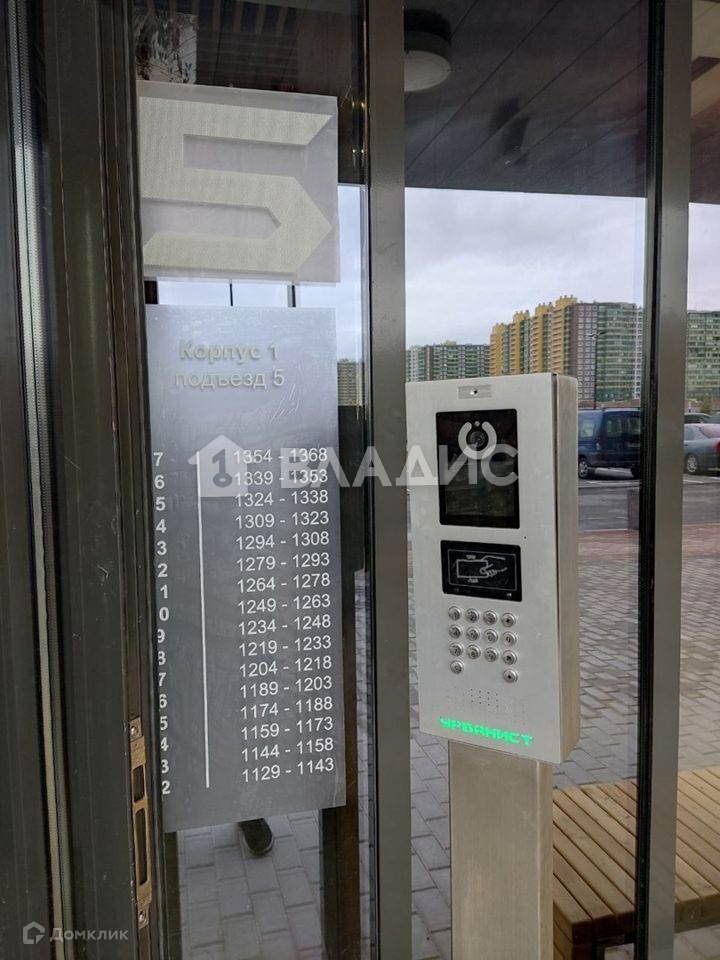 5
Корпус 1
подъезд 5
7 1354 - 1368
6 1339 - 1353
5 1324 - 1338
4 1309 - 1323
3 1294 - 1308
2 1279 - 1293
1 1264 - 1278
0 1249 - 1263
9 1234 - 1248
8 1219 - 1233
7 1204 - 1218
6 1189 - 1203
5 1174 - 1188
4 1159 - 1173
3 1144 - 1158
2 1129 - 1143
ВЛАДИС
УРБАНИСТ
Домклик